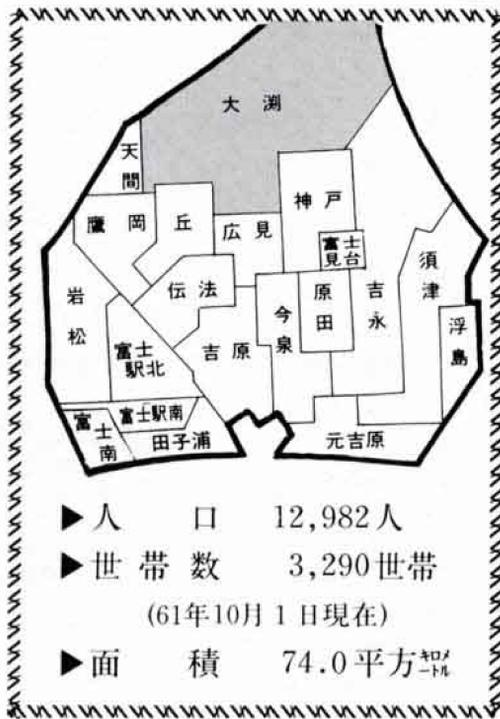 大渕
天間
鷹岡
丘
広見
神戸
富士見台
須津
岩松
伝法
原田
吉永
今泉
浮島
富士駅北
吉原
富士駅南
富士南
田子浦
元吉原
▶人口 12,982人
▶世帯数 3,290世帯
(61年10月1日現在)
▶面積 74.0平方キロメートル